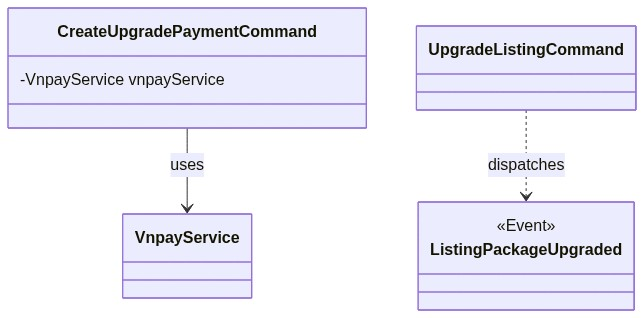 CreateUpgradePaymentCommand
-VnpayService vnpayService
uses
VnpayService
UpgradeListingCommand
dispatches
«Event»
ListingPackageUpgraded